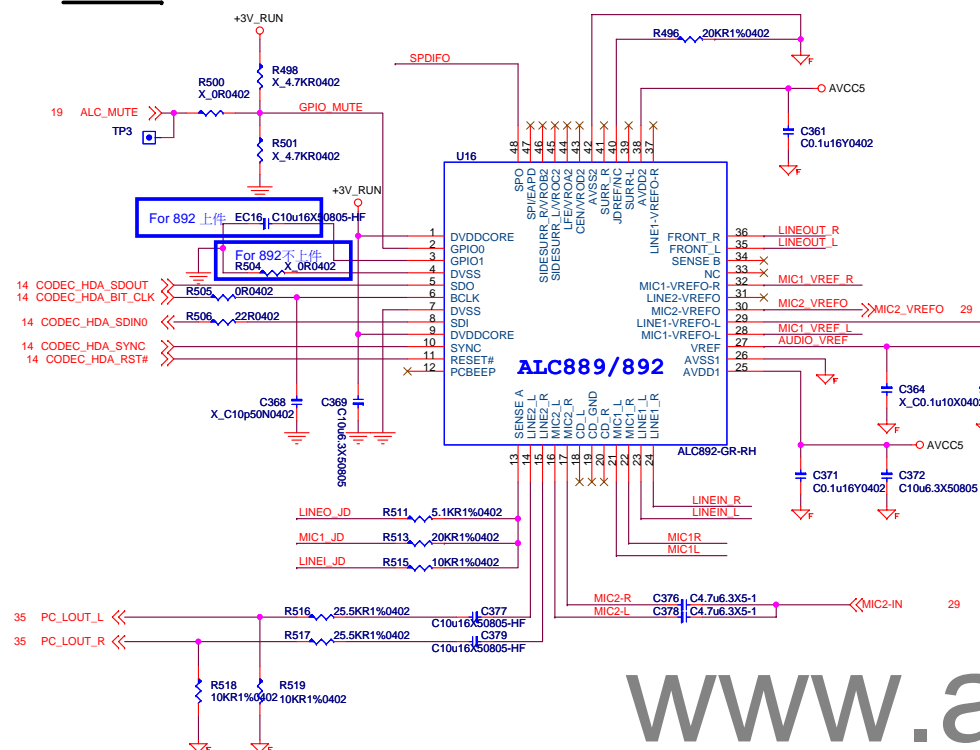 +3V_RUN
R498
X_4.7KR0402
R500
X_0R0402
19 ALC_MUTE
GPIO_MUTE
TP3
R501
X_4.7KR0402
SPDIFO
R496 20KR1%0402
F
AVCC5
C361
C0.1u16Y0402
F
U16
48 47 46 45 44 43 42 41 40 39 38 37
SPO
SPI/EAPD
SIDESURR_R/VROB2
SIDESURR_L/VROC2
LFE/VROA2
CEN/VROD2
AVSS2
SURR_R
JDREF/NC
SURR-L
AVDD2
LINE1-VREFO-R
+3V_RUN
For 892 上件 EC16 C10u16X50805-HF
For 892不上件
R504 X_0R0402
14 CODEC_HDA_SDOUT
14 CODEC_HDA_BIT_CLK R505 0R0402
14 CODEC_HDA_SDIN0 R506 22R0402
14 CODEC_HDA_SYNC
14 CODEC_HDA_RST#
1 DVDDCORE
2 GPIO0
3 GPIO1
4 DVSS
5 SDO
6 BCLK
7 DVSS
8 SDI
9 DVDDCORE
10 SYNC
11 RESET#
12 PCBEEP
FRONT_R 36 LINEOUT_R
FRONT_L 35 LINEOUT_L
SENSE B 34
NC 33
MIC1-VREFO-R 32 MIC1_VREF_R
LINE2-VREFO 31
MIC2-VREFO 30 MIC2_VREFO MIC2_VREFO 29
LINE1-VREFO-L 29
MIC1-VREFO-L 28 MIC1_VREF_L
VREF 27 AUDIO_VREF
AVSS1 26
AVDD1 25
F
ALC889/892
C364
X_C0.1u10X0402
F
F
C368
X_C10p50N0402
C369
C10u6.3X50805
SENSE A
LINE2_L
LINE2_R
MIC2_L
MIC2_R
CD_L
CD_GND
CD_R
MIC1_L
MIC1_R
LINE1_L
LINE1_R
13 14 15 16 17 18 19 20 21 22 23 24
ALC892-GR-RH
AVCC5
C371
C0.1u16Y0402
F
C372
C10u6.3X50805
F
LINEO_JD R511 5.1KR1%0402
MIC1_JD R513 20KR1%0402
LINEI_JD R515 10KR1%0402
LINEIN_R
LINEIN_L
MIC1R
MIC1L
MIC2-R C376 C4.7u6.3X5-1
MIC2-L C378 C4.7u6.3X5-1
MIC2-IN 29
35 PC_LOUT_L R516 25.5KR1%0402 C377
C10u16X50805-HF
35 PC_LOUT_R R517 25.5KR1%0402 C379
C10u16X50805-HF
R518
10KR1%0402
R519
10KR1%0402
F
F
www.a